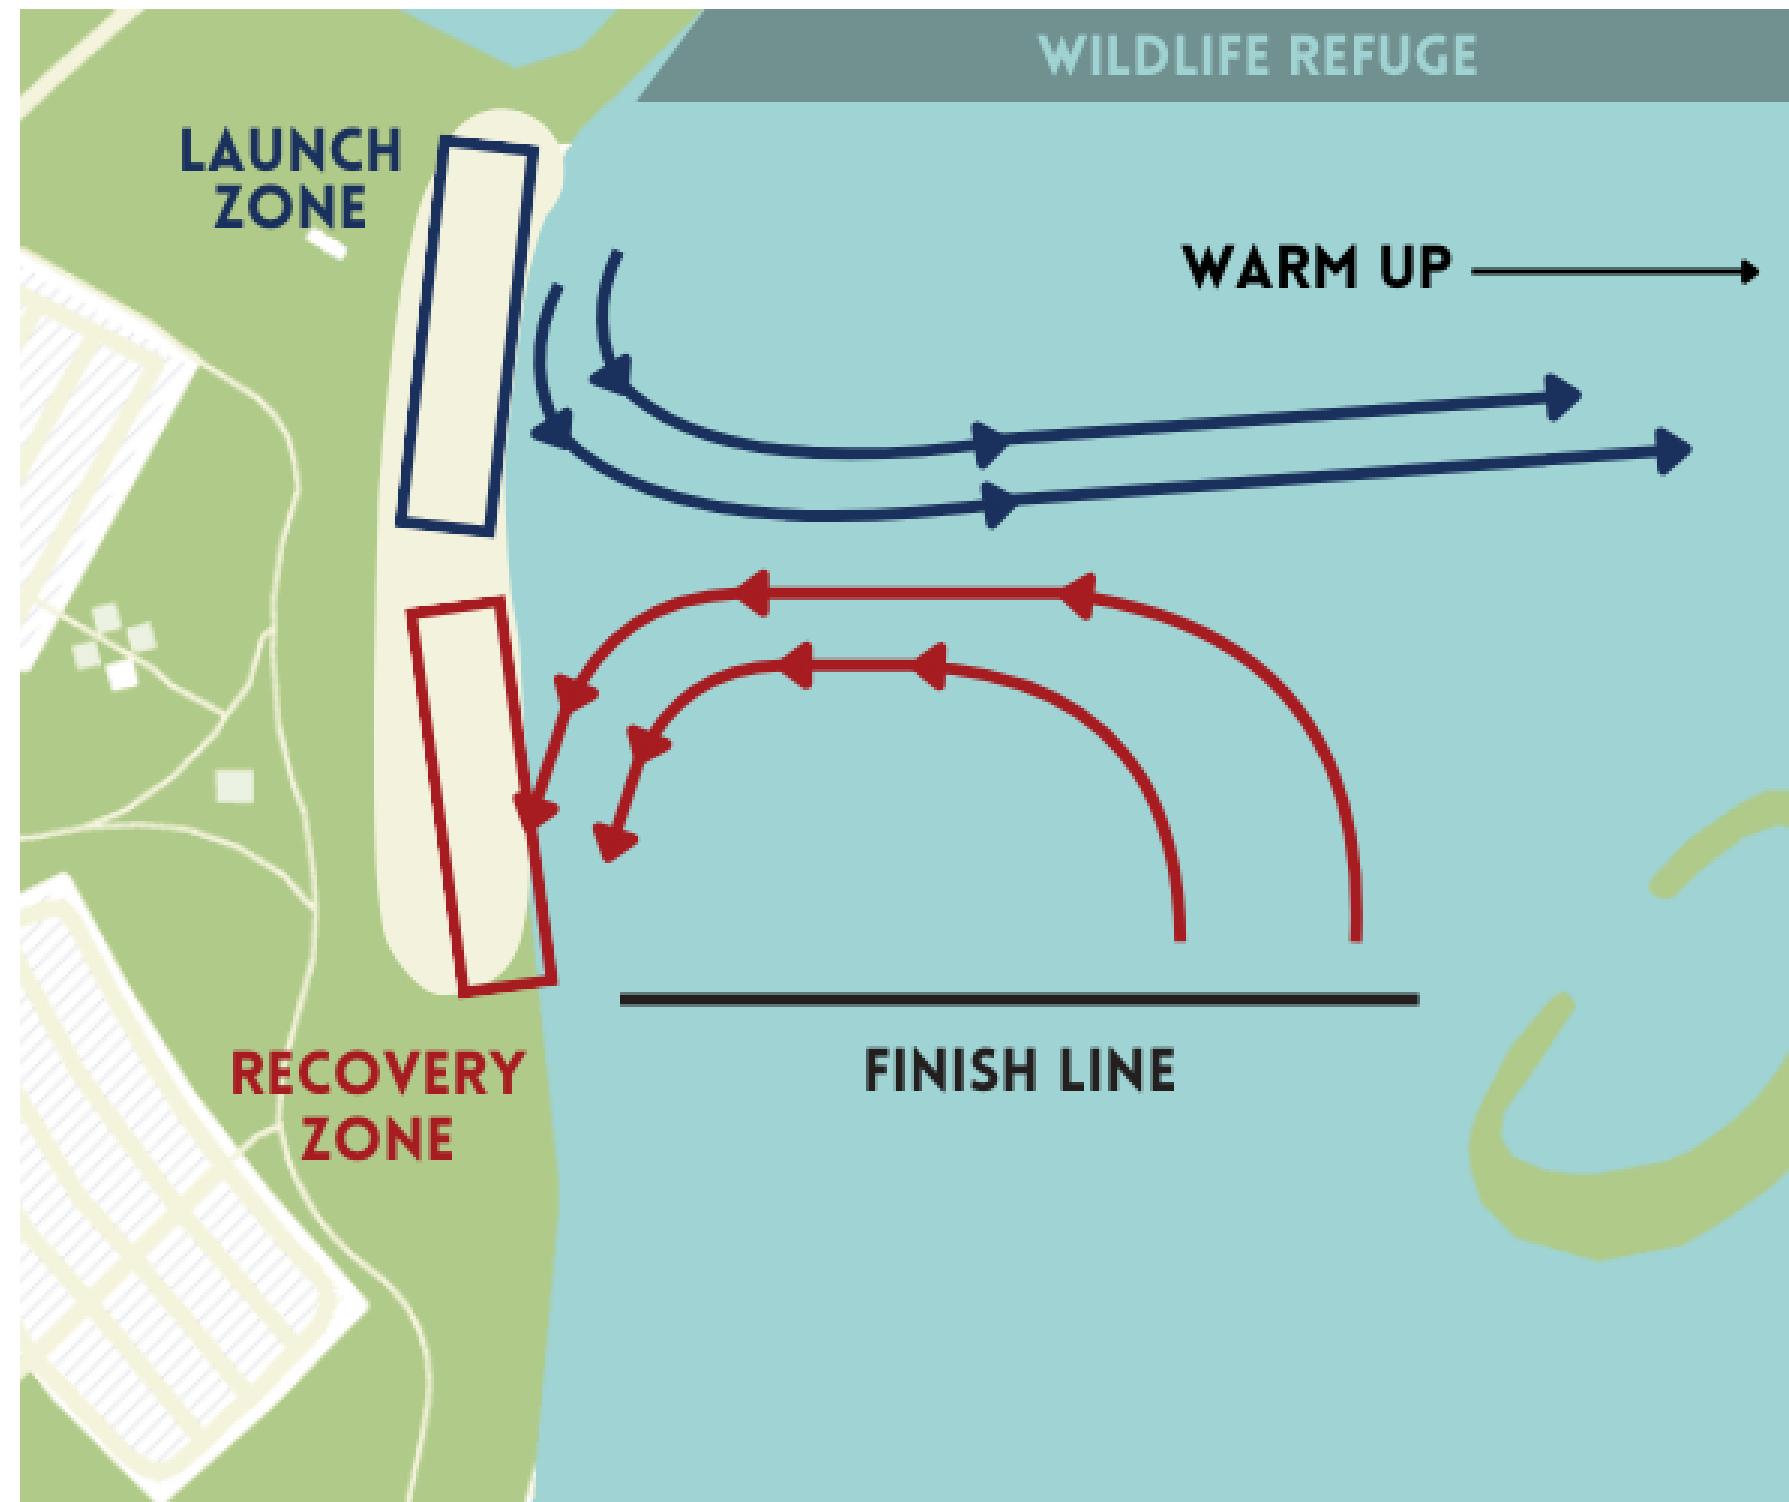 WILDLIFE REFUGE
LAUNCH
ZONE
WARM UP
RECOVERY
ZONE
FINISH LINE